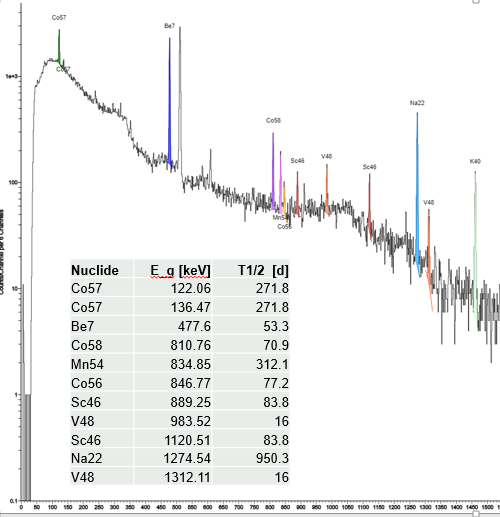 Co57
Be7
1e+3
Co57
Na22
Co58
Sc46
V48
Sc46
K40
100
V48
Mn54
Co56
Nuclide E_g [keV] T1/2 [d]
Co57 122.06 271.8
Co57 136.47 271.8
Be7 477.6 53.3
Co58 810.76 70.9
Mn54 834.85 312.1
Co56 846.77 77.2
Sc46 889.25 83.8
V48 983.52 16
Sc46 1120.51 83.8
Na22 1274.54 950.3
V48 1312.11 16
10
1
0.1
0 50 100 150 200 250 300 350 400 450 500 550 600 650 700 750 800 850 900 950 1000 1050 1100 1150 1200 1250 1300 1350 1400 1450 1500